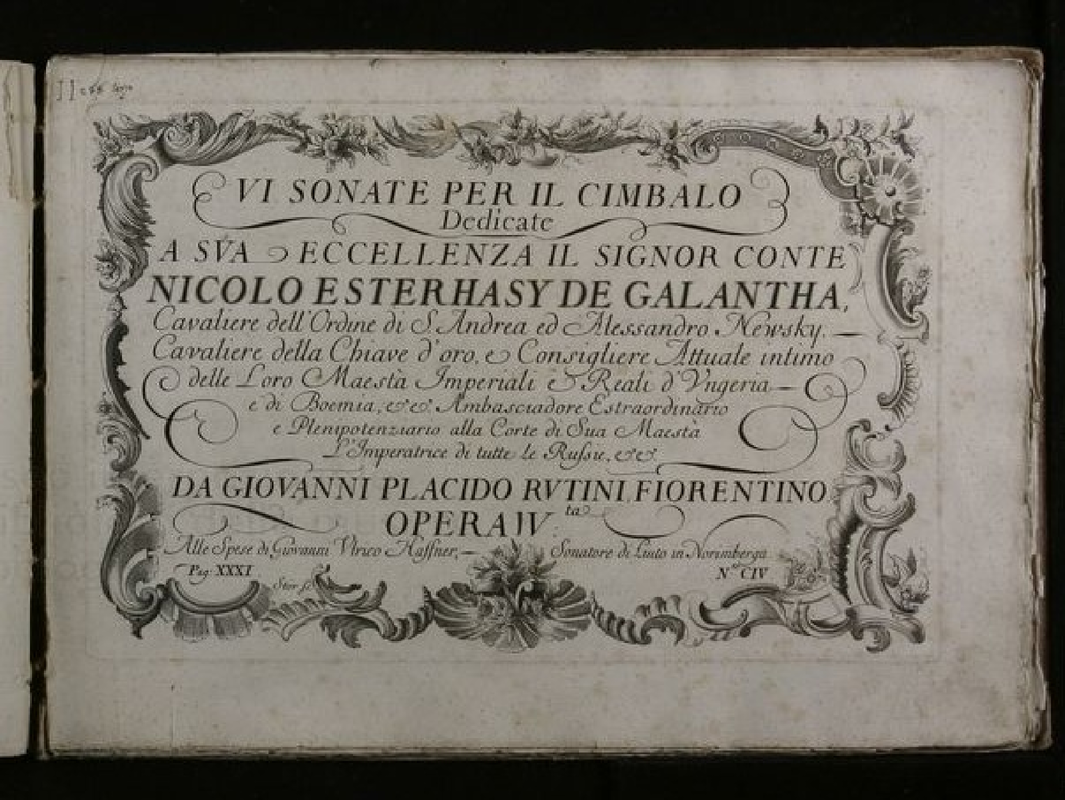 VI SONATE PER IL CIMBALO
Dedicate
A SVA ECCELLENZA IL SIGNOR CONTE
NICOLO ESTERHASY DE GALANTHA,
Cavaliere dell'Ordine di S. Andrea ed Alessandro Newsky.
Cavaliere della Chiave d'oro, e Consigliere Attuale intimo
delle Loro Maestà Imperiali e Reali d'Vngeria
e di Boemia, &c &c. Ambasciadore Estraordinario
e Plenipotenziario alla Corte di Sua Maestà
L'Imperatrice di tutte le Russie, &c &c
DA GIOVANNI PLACIDO RVTINI, FIORENTINO.
OPERA IV.ta
Alle Spese di Giovanni Vlrico Haffner, Sonatore di Liuto in Norimberga
Pag. XXXI Stör sc. No. CIV